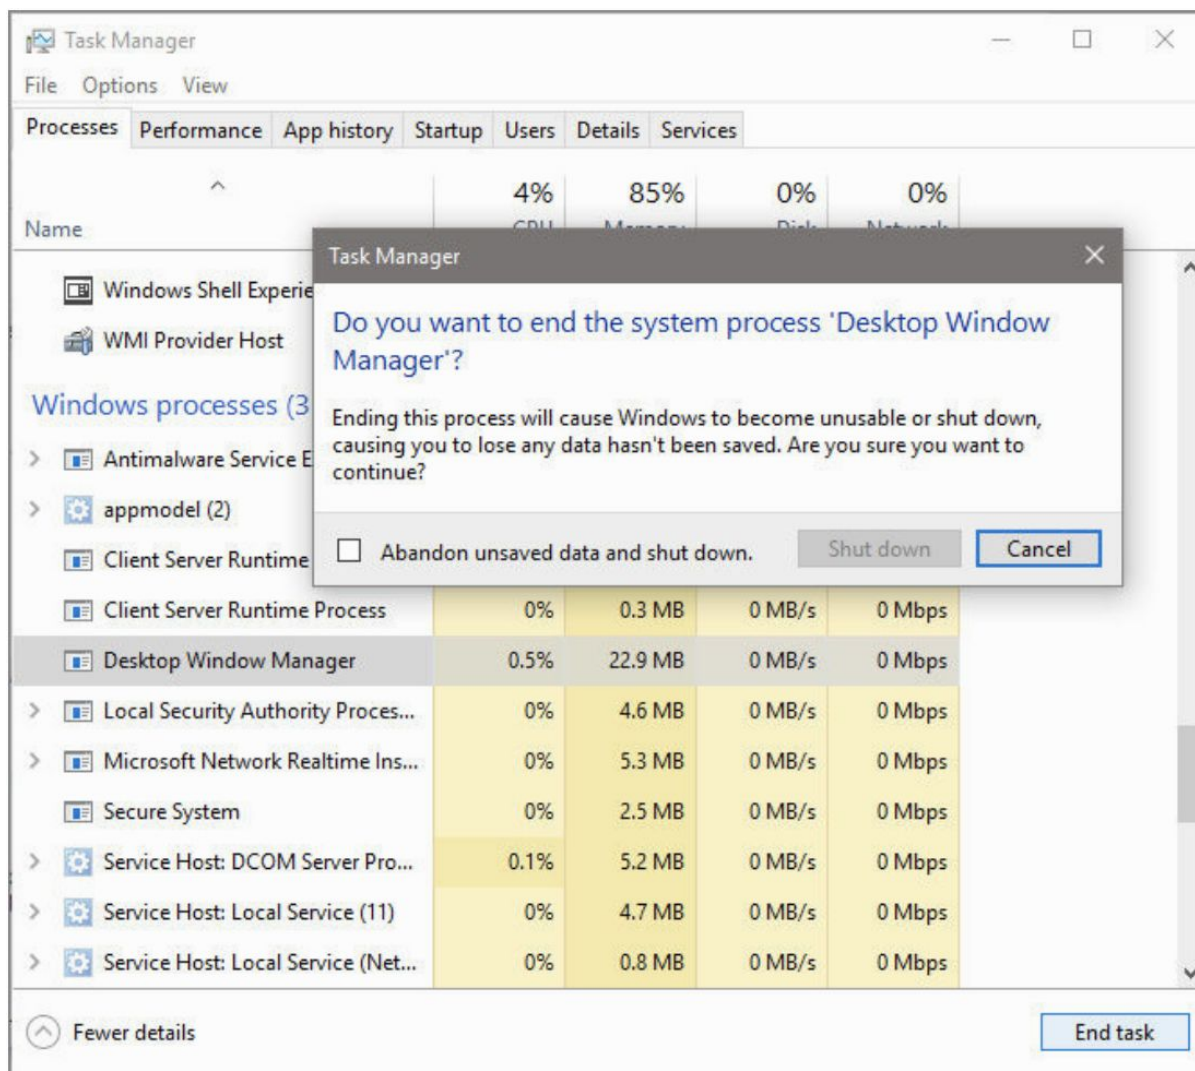 Task Manager
File Options View
Processes Performance App history Startup Users Details Services
4% 85% 0% 0%
Name CPU Memory Disk Network
Task Manager
Do you want to end the system process 'Desktop Window
Manager'?
Ending this process will cause Windows to become unusable or shut down,
causing you to lose any data hasn't been saved. Are you sure you want to
continue?
Abandon unsaved data and shut down. Shut down Cancel
Windows Shell Experie
WMI Provider Host
Windows processes (3
Antimalware Service E
appmodel (2)
Client Server Runtime
Client Server Runtime Process 0% 0.3 MB 0 MB/s 0 Mbps
Desktop Window Manager 0.5% 22.9 MB 0 MB/s 0 Mbps
Local Security Authority Proces... 0% 4.6 MB 0 MB/s 0 Mbps
Microsoft Network Realtime Ins... 0% 5.3 MB 0 MB/s 0 Mbps
Secure System 0% 2.5 MB 0 MB/s 0 Mbps
Service Host: DCOM Server Pro... 0.1% 5.2 MB 0 MB/s 0 Mbps
Service Host: Local Service (11) 0% 4.7 MB 0 MB/s 0 Mbps
Service Host: Local Service (Net... 0% 0.8 MB 0 MB/s 0 Mbps
Fewer details End task